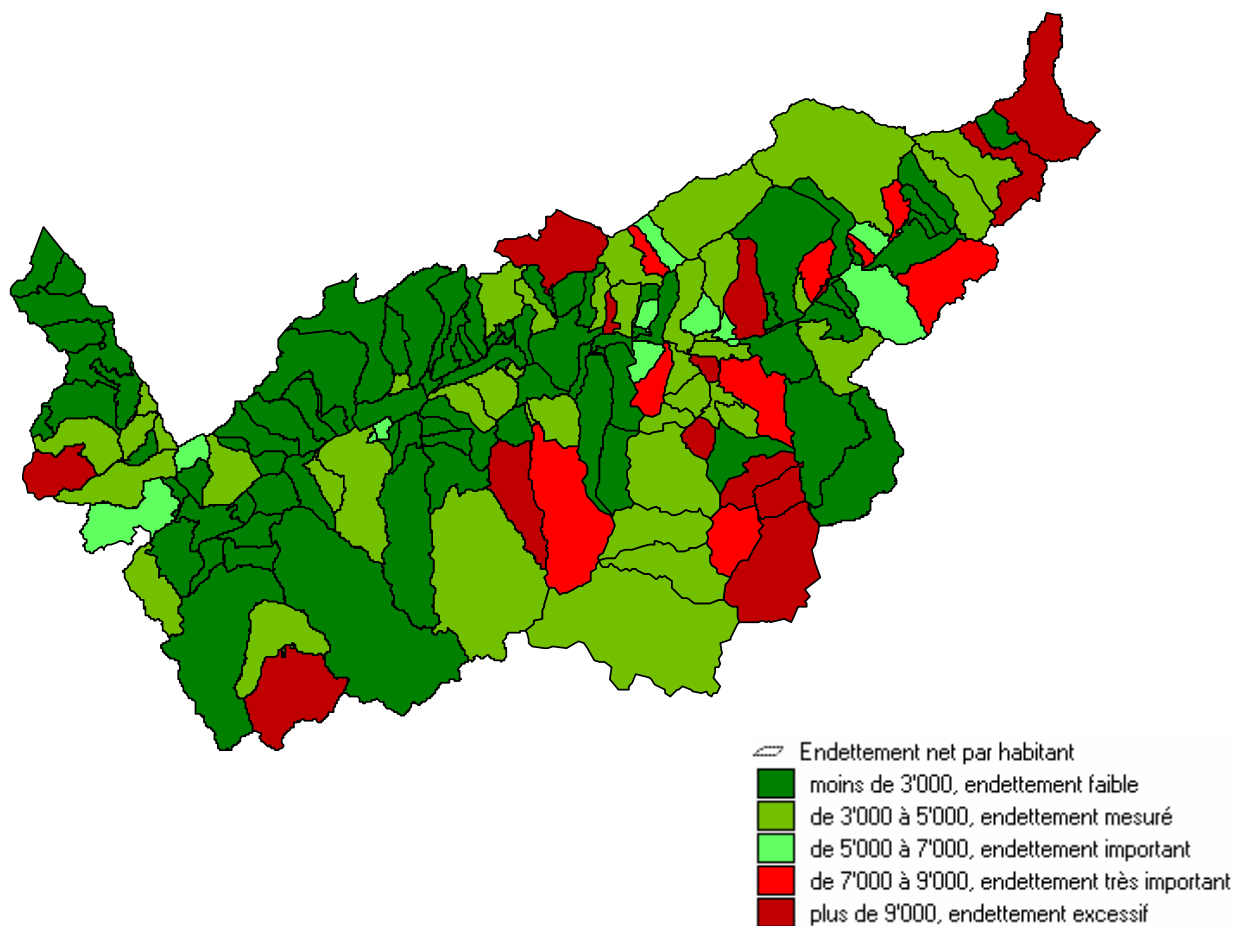 Endettement net par habitant
moins de 3'000, endettement faible
de 3'000 à 5'000, endettement mesuré
de 5'000 à 7'000, endettement important
de 7'000 à 9'000, endettement très important
plus de 9'000, endettement excessif